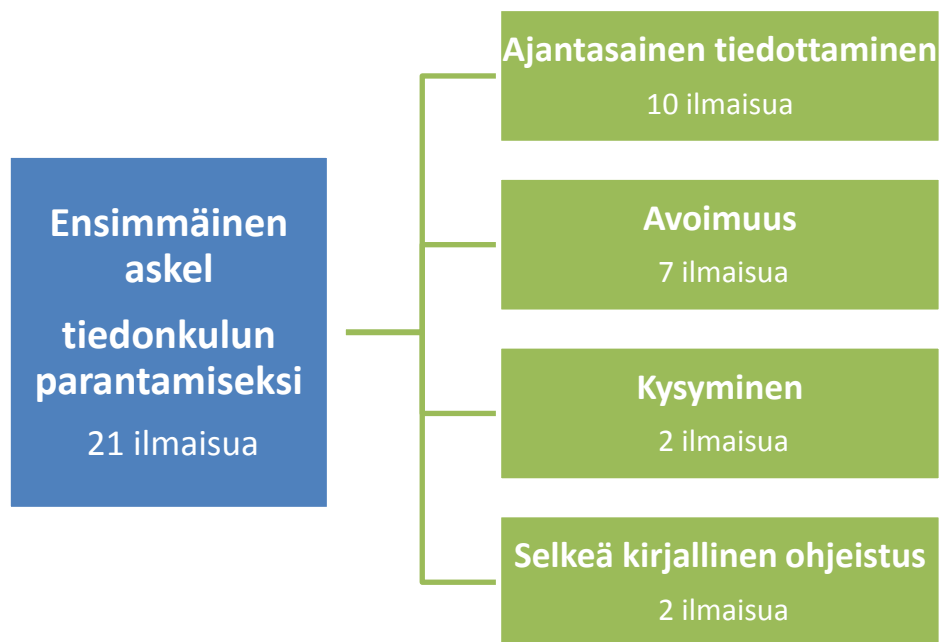 Ensimmäinen
askel
tiedonkulun
parantamiseksi
21 ilmaisua
Ajantasainen tiedottaminen
10 ilmaisua
Avoimuus
7 ilmaisua
Kysyminen
2 ilmaisua
Selkeä kirjallinen ohjeistus
2 ilmaisua